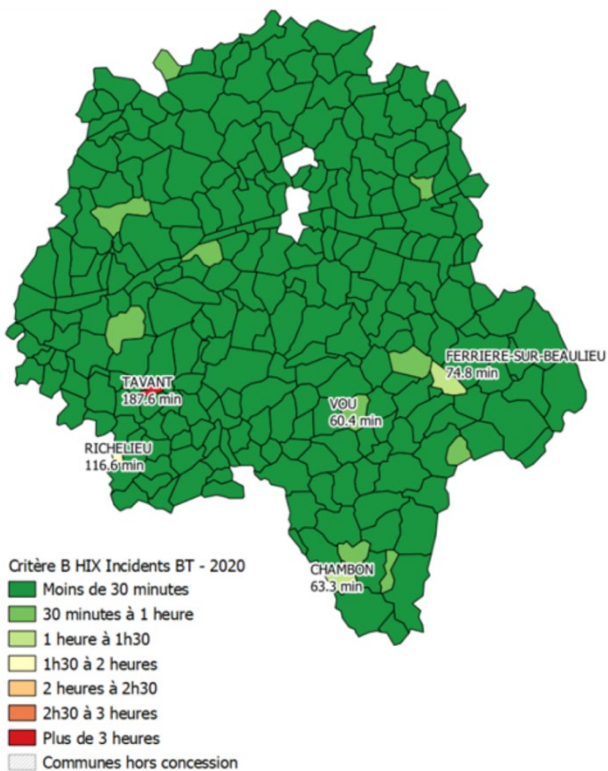 FERRIERE-SUR-BEAULIEU
74.8 min
TAVANT
187.6 min
VOU
60.4 min
RICHELIEU
116.6 min
CHAMBON
63.3 min
Critère B HIX Incidents BT - 2020
Moins de 30 minutes
30 minutes à 1 heure
1 heure à 1h30
1h30 à 2 heures
2 heures à 2h30
2h30 à 3 heures
Plus de 3 heures
Communes hors concession